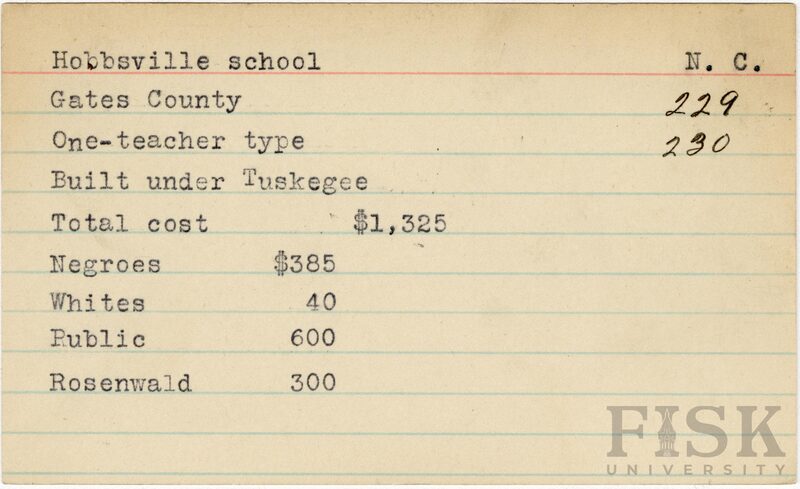 Hobbsville school N. C.
Gates County 229
One-teacher type 230
Built under Tuskegee
Total cost $1,325
Negroes $385
Whites 40
Public 600
Rosenwald 300
FISK
UNIVERSITY